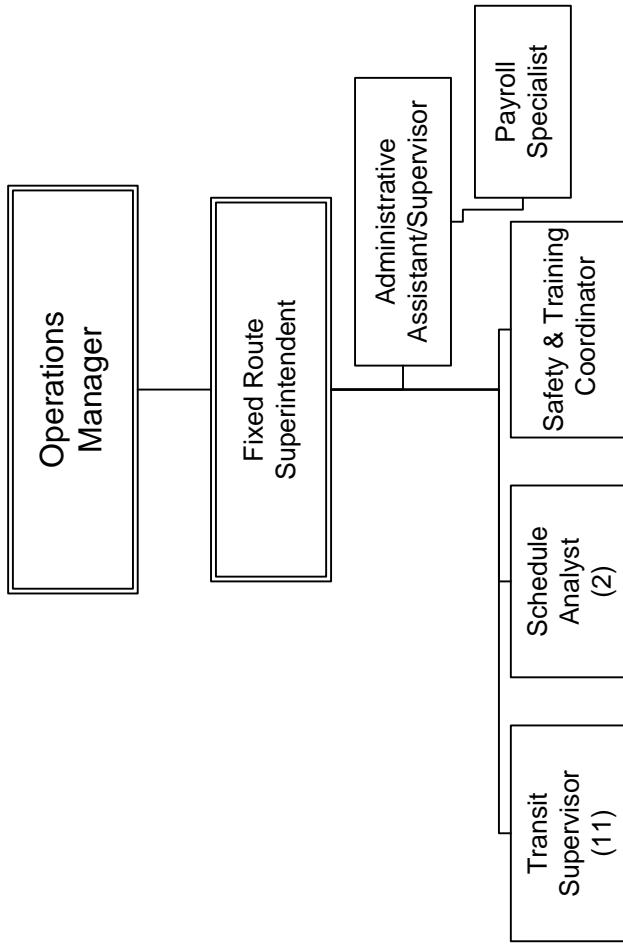 Operations
Manager
Fixed Route
Superintendent
Administrative
Assistant/Supervisor
Payroll
Specialist
Transit
Supervisor
(11)
Schedule
Analyst
(2)
Safety & Training
Coordinator